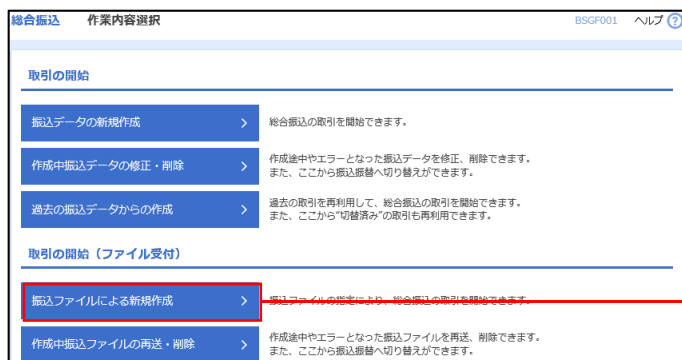 総合振込 作業内容選択 BSGF001 ヘルプ ?
取引の開始
振込データの新規作成 総合振込の取引を開始できます。
作成中振込データの修正・削除 作成途中やエラーとなった振込データを修正、削除できます。
また、ここから振込振替へ切り替えができます。
過去の振込データからの作成 過去の取引を再利用して、総合振込の取引を開始できます。
また、ここから“切替済み”の取引も再利用できます。
取引の開始（ファイル受付）
振込ファイルによる新規作成 振込ファイルの指定により、総合振込の取引を開始できます。
作成中振込ファイルの再送・削除 作成途中やエラーとなった振込ファイルを再送、削除できます。
また、ここから振込振替へ切り替えができます。